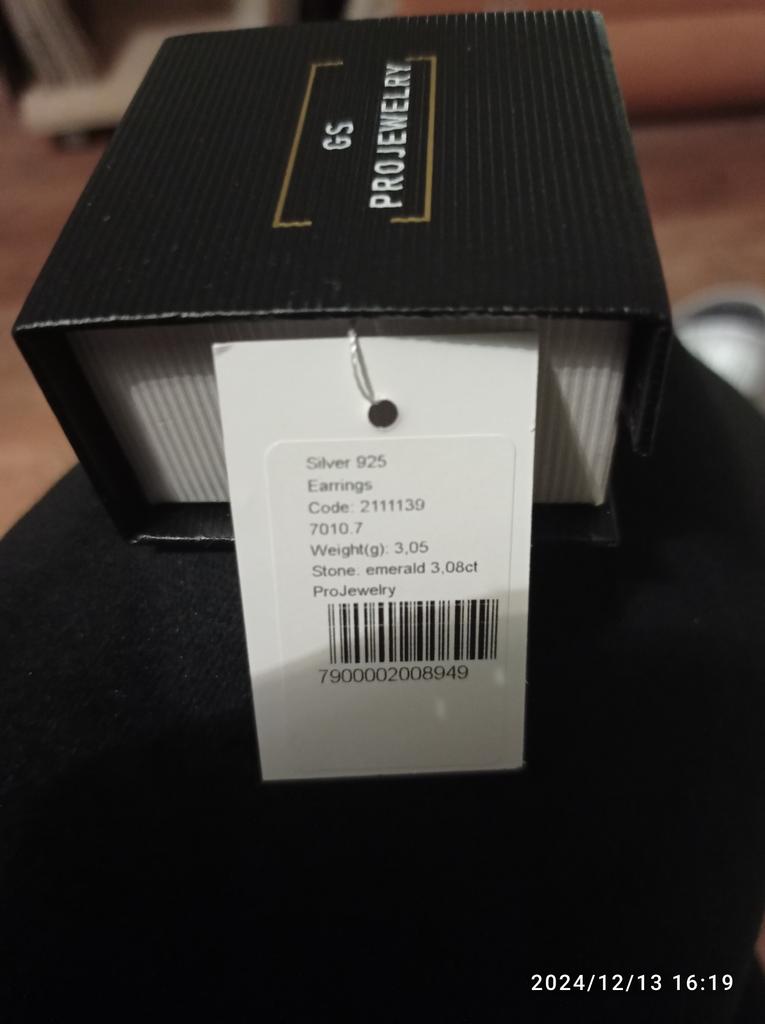 GS
PROJEWELRY
Silver 925
Earrings
Code: 2111139
7010.7
Weight(g): 3,05
Stone: emerald 3,08ct
ProJewelry
7900002008949
2024/12/13 16:19